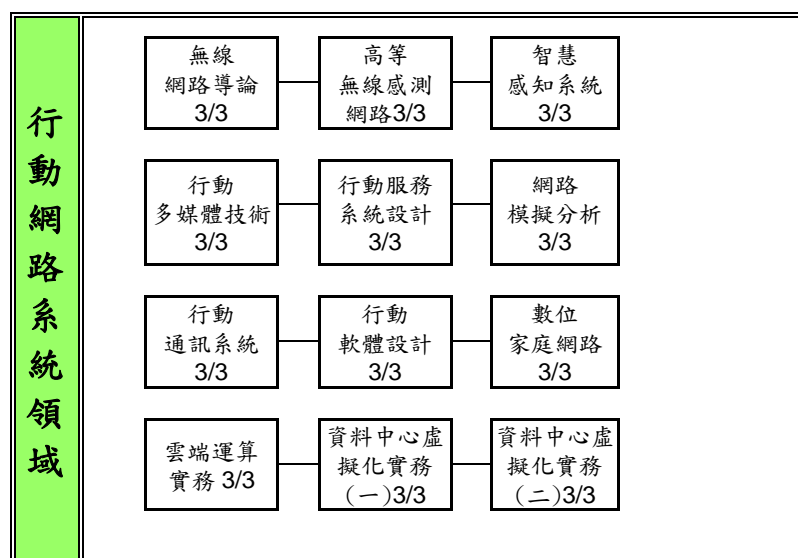 行動網路系統領域
無線
網路導論
3/3
高等
無線感測
網路3/3
智慧
感知系統
3/3
行動
多媒體技術
3/3
行動服務
系統設計
3/3
網路
模擬分析
3/3
行動
通訊系統
3/3
行動
軟體設計
3/3
數位
家庭網路
3/3
雲端運算
實務 3/3
資料中心虛
擬化實務
(一)3/3
資料中心虛
擬化實務
(二)3/3